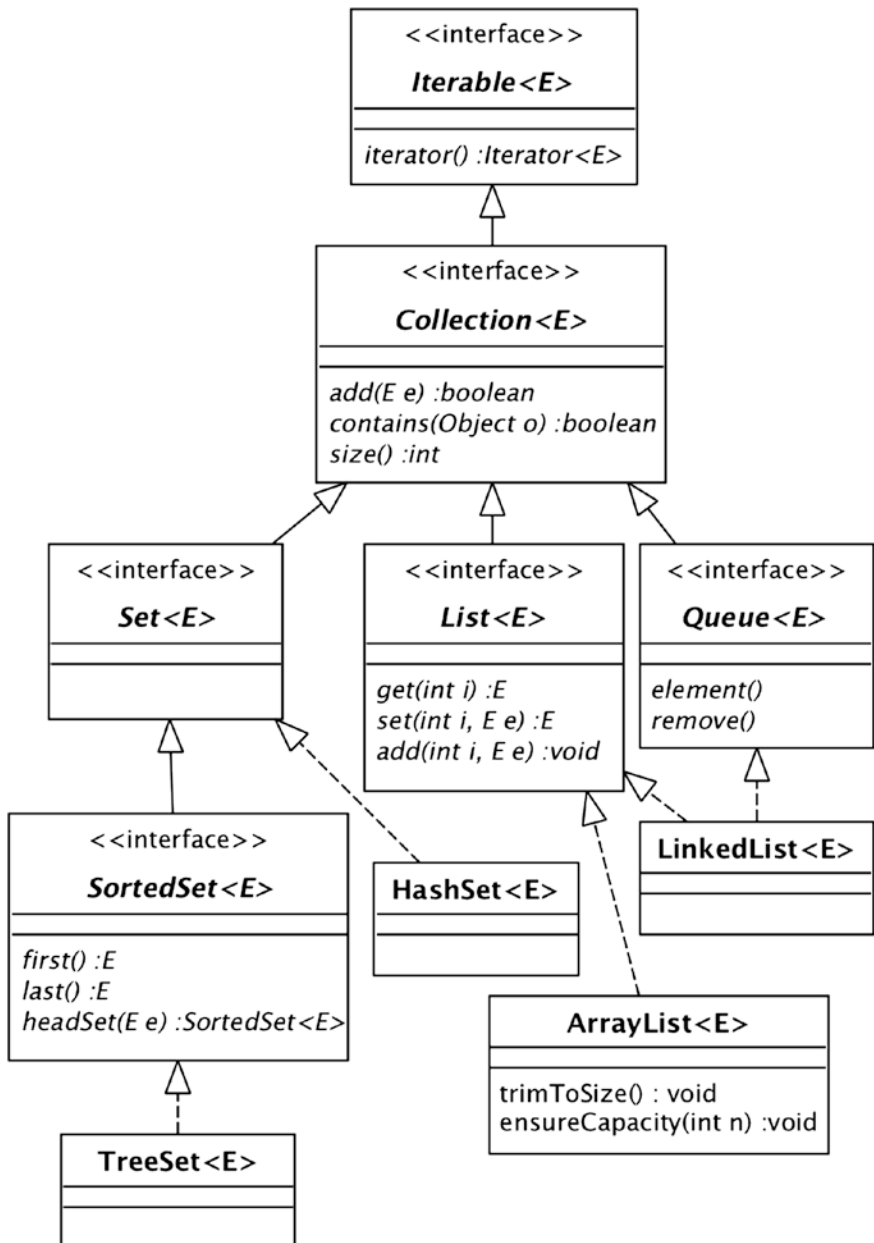 <<interface>>
Iterable<E>
iterator() :Iterator<E>
<<interface>>
Collection<E>
add(E e) :boolean
contains(Object o) :boolean
size() :int
<<interface>>
Set<E>
<<interface>>
List<E>
get(int i) :E
set(int i, E e) :E
add(int i, E e) :void
<<interface>>
Queue<E>
element()
remove()
<<interface>>
SortedSet<E>
first() :E
last() :E
headSet(E e) :SortedSet<E>
HashSet<E>
LinkedList<E>
ArrayList<E>
trimToSize() : void
ensureCapacity(int n) :void
TreeSet<E>